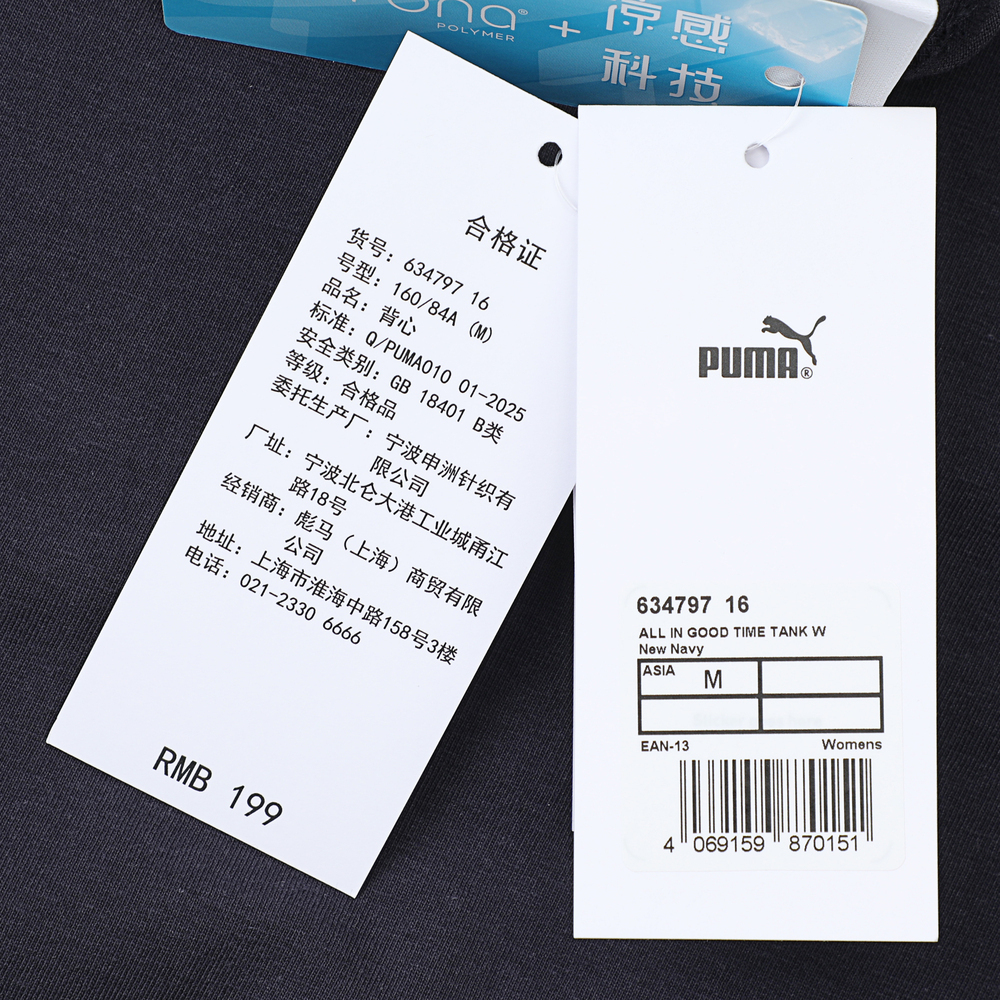 POLYMER
+
凉感
科技
合格证
货号: 634797 16
号型: 160/84A (M)
品名: 背心
标准: Q/PUMA010 01-2025
安全类别: GB 18401 B类
等级: 合格品
委托生产厂: 宁波申洲针织有
限公司
厂址: 宁波北仑大港工业城甬江
路18号
经销商: 彪马（上海）商贸有限
公司
地址: 上海市淮海中路158号3楼
电话: 021-2330 6666
RMB 199
PUMA®
634797 16
ALL IN GOOD TIME TANK W
New Navy
ASIA M
EAN-13 Womens
4 069159 870151